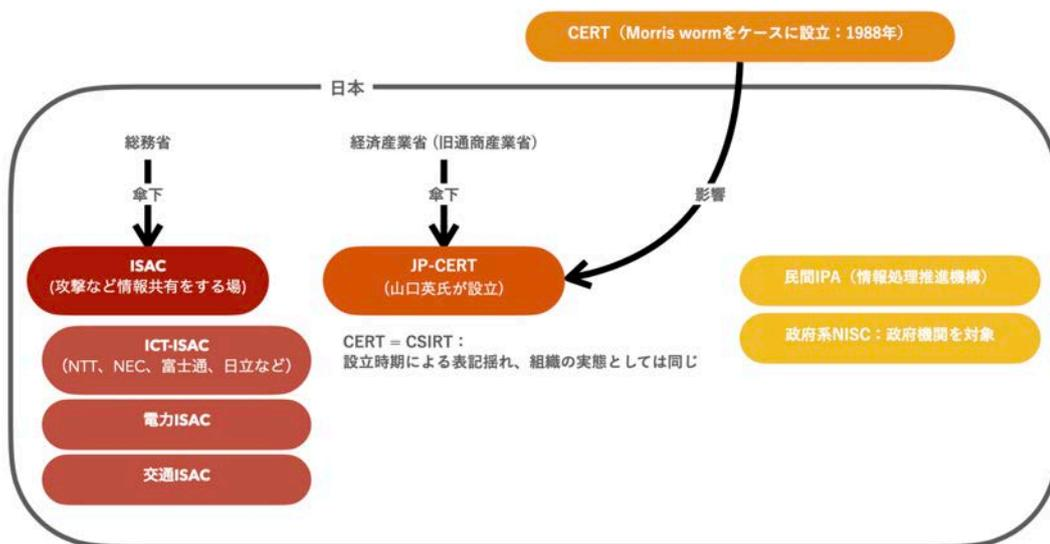 CERT（Morris wormをケースに設立：1988年）
日本
総務省
傘下
ISAC
(攻撃など情報共有をする場)
ICT-ISAC
（NTT、NEC、富士通、日立など）
電力ISAC
交通ISAC
経済産業省 (旧通商産業省)
傘下
影響
JP-CERT
(山口英氏が設立）
CERT = CSIRT：
設立時期による表記揺れ、組織の実態としては同じ
民間IPA（情報処理推進機構）
政府系NISC：政府機関を対象